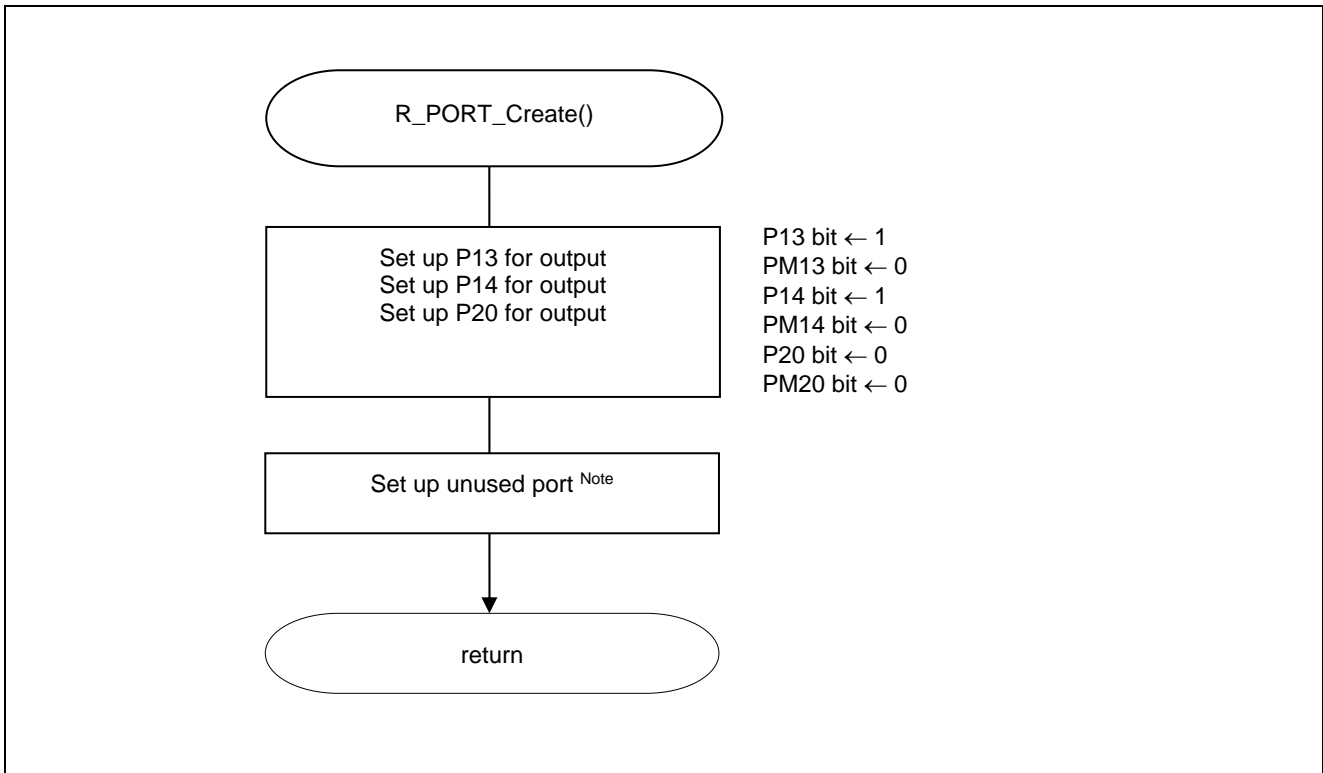 R_PORT_Create()
Set up P13 for output
Set up P14 for output
Set up P20 for output
P13 bit ← 1
PM13 bit ← 0
P14 bit ← 1
PM14 bit ← 0
P20 bit ← 0
PM20 bit ← 0
Set up unused port Note
return